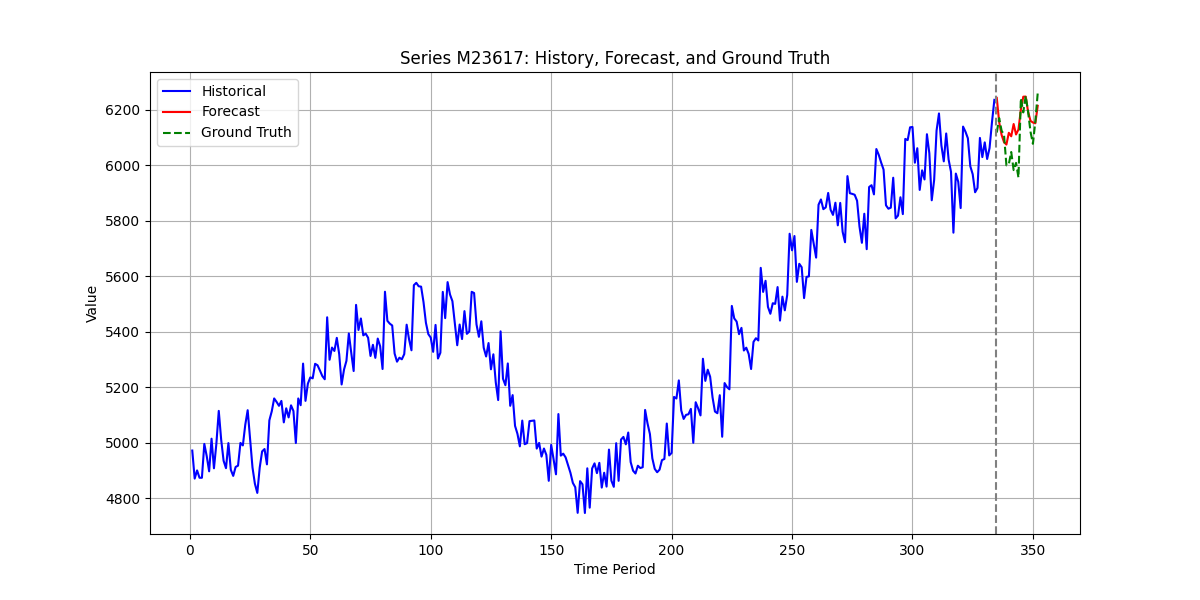 Series M23617: History, Forecast, and Ground Truth
Historical
Forecast
Ground Truth
Value
6200
6000
5800
5600
5400
5200
5000
4800
0 50 100 150 200 250 300 350
Time Period